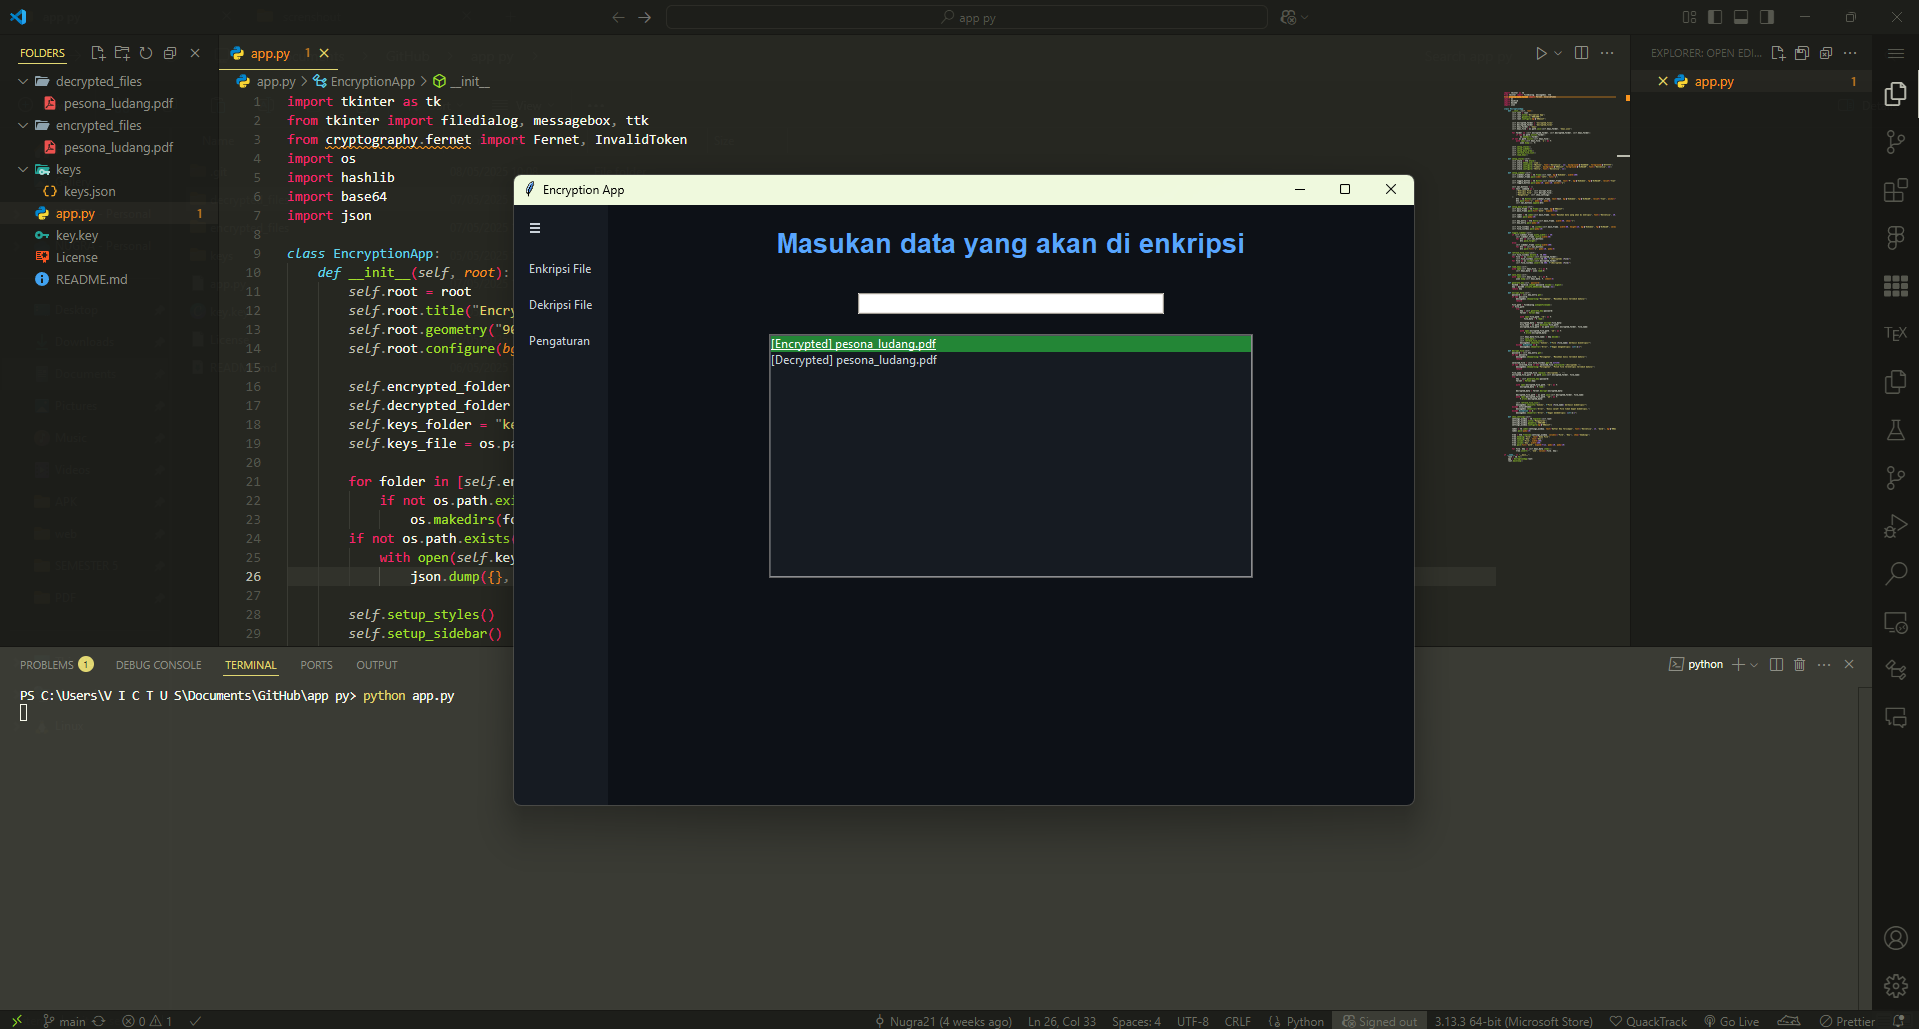 app py
FOLDERS
decrypted_files
pesona_ludang.pdf
encrypted_files
pesona_ludang.pdf
keys
keys.json
app.py 1
key.key
License
README.md
app.py 1
app.py > EncryptionApp > __init__
1 import tkinter as tk
2 from tkinter import filedialog, messagebox, ttk
3 from cryptography.fernet import Fernet, InvalidToken
4 import os
5 import hashlib
6 import base64
7 import json
8
9 class EncryptionApp:
10 def __init__(self, root):
11 self.root = root
12 self.root.title("Encry
13 self.root.geometry("90
14 self.root.configure(bg
15
16 self.encrypted_folder
17 self.decrypted_folder
18 self.keys_folder = "ke
19 self.keys_file = os.pa
20
21 for folder in [self.en
22 if not os.path.exi
23 os.makedirs(fo
24 if not os.path.exists(
25 with open(self.key
26 json.dump({},
27
28 self.setup_styles()
29 self.setup_sidebar()
EXPLORER: OPEN EDI...
app.py 1
TEX
Encryption App
Enkripsi File
Dekripsi File
Pengaturan
Masukan data yang akan di enkripsi
[Encrypted] pesona_ludang.pdf
[Decrypted] pesona_ludang.pdf
PROBLEMS 1 DEBUG CONSOLE TERMINAL PORTS OUTPUT
python
PS C:\Users\V I C T U S\Documents\GitHub\app py> python app.py
main 0 1 Nugra21 (4 weeks ago) Ln 26, Col 33 Spaces: 4 UTF-8 CRLF Python Signed out 3.13.3 64-bit (Microsoft Store) QuackTrack Go Live Prettier